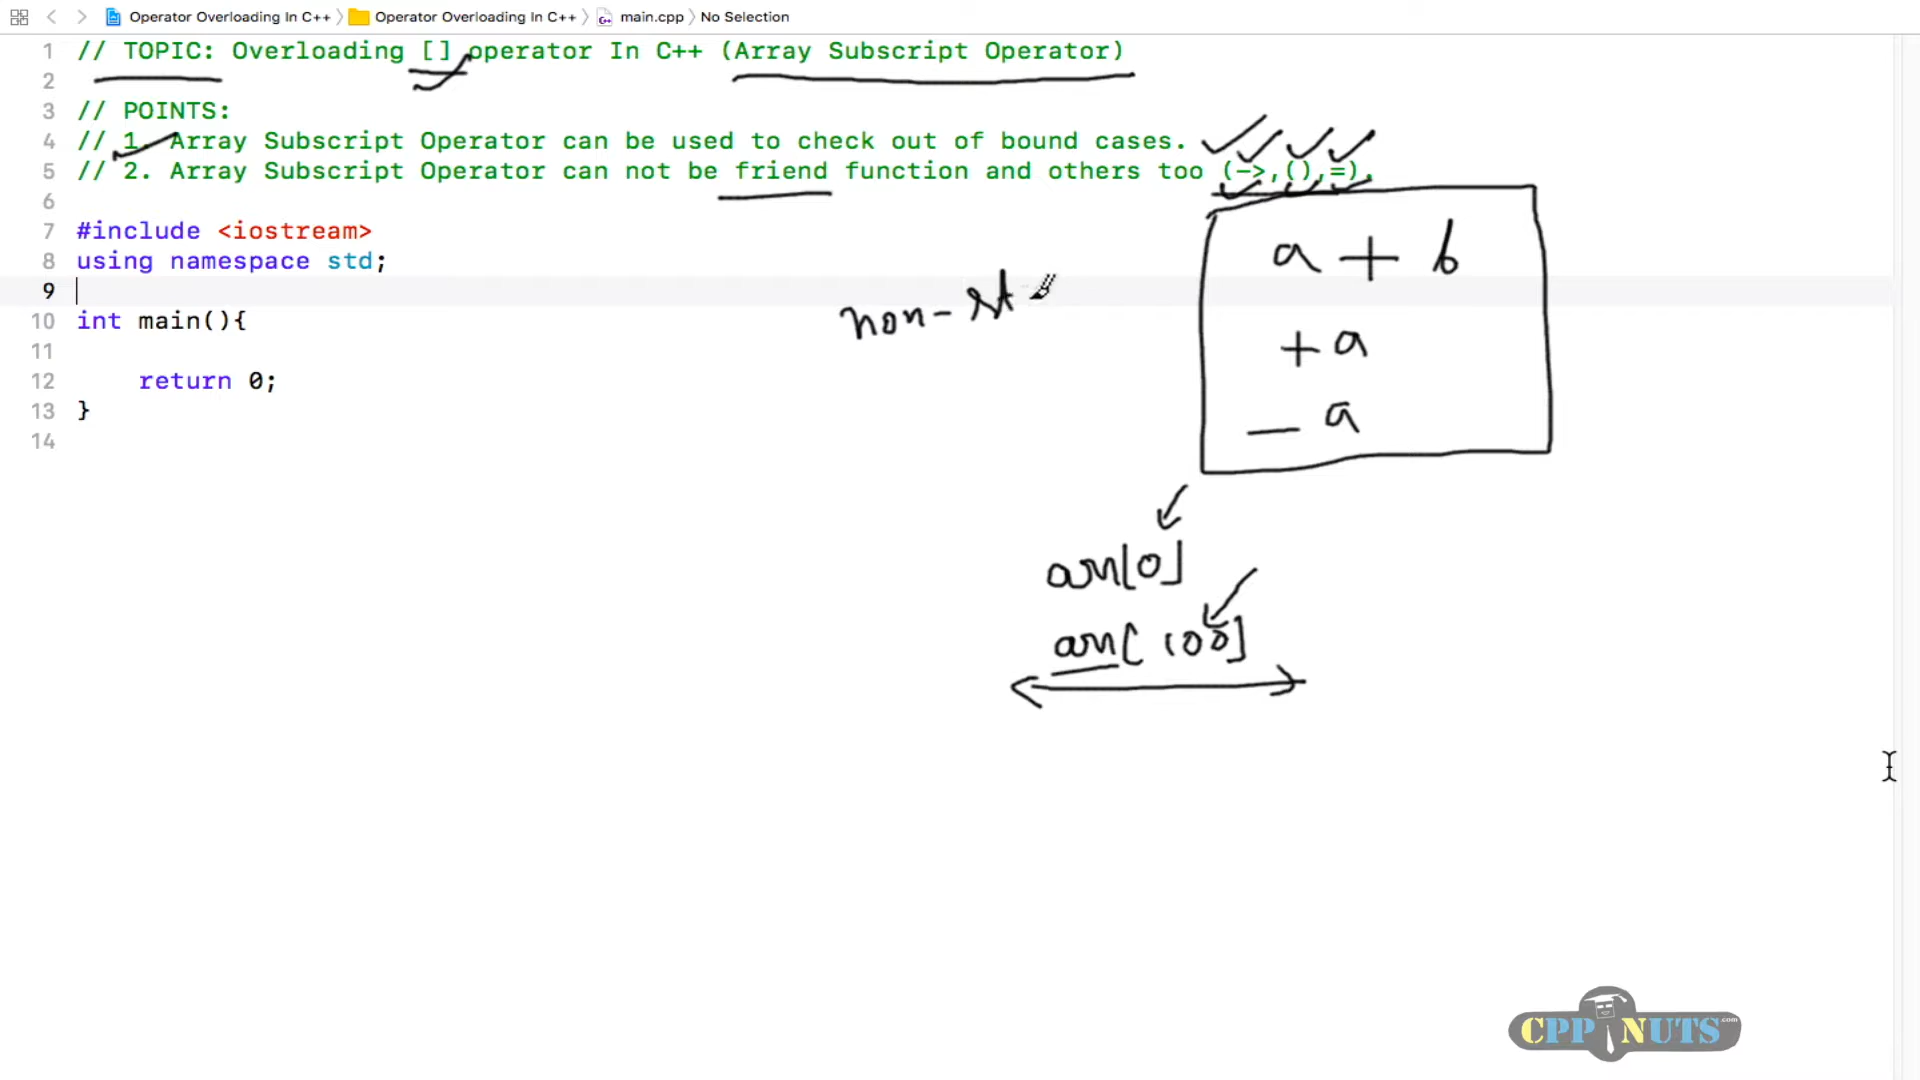 Operator Overloading In C++ 〉 Operator Overloading In C++ 〉 main.cpp 〉 No Selection
1 // TOPIC: Overloading [] operator In C++ (Array Subscript Operator)
2
3 // POINTS:
4 // 1. Array Subscript Operator can be used to check out of bound cases.
5 // 2. Array Subscript Operator can not be friend function and others too (->,(),=).
6
7 #include <iostream>
8 using namespace std;
9
10 int main(){
11
12 return 0;
13 }
14
a + b
non-st
+a
- a
arr[0]
arr[100]
CPP NUTS.com